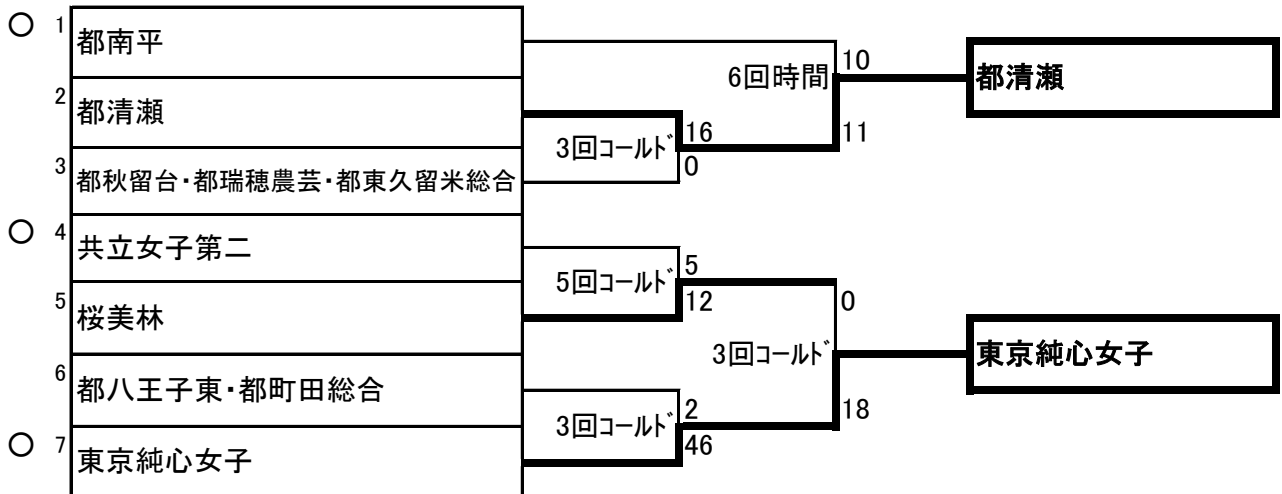 ○ 1 都南平
10
6回時間
都清瀬
2 都清瀬
16
11
3回コールド
0
3 都秋留台・都瑞穂農芸・都東久留米総合
○ 4 共立女子第二
5
5回コールド
12
0
5 桜美林
東京純心女子
3回コールド
6 都八王子東・都町田総合
2
18
3回コールド
46
○ 7 東京純心女子